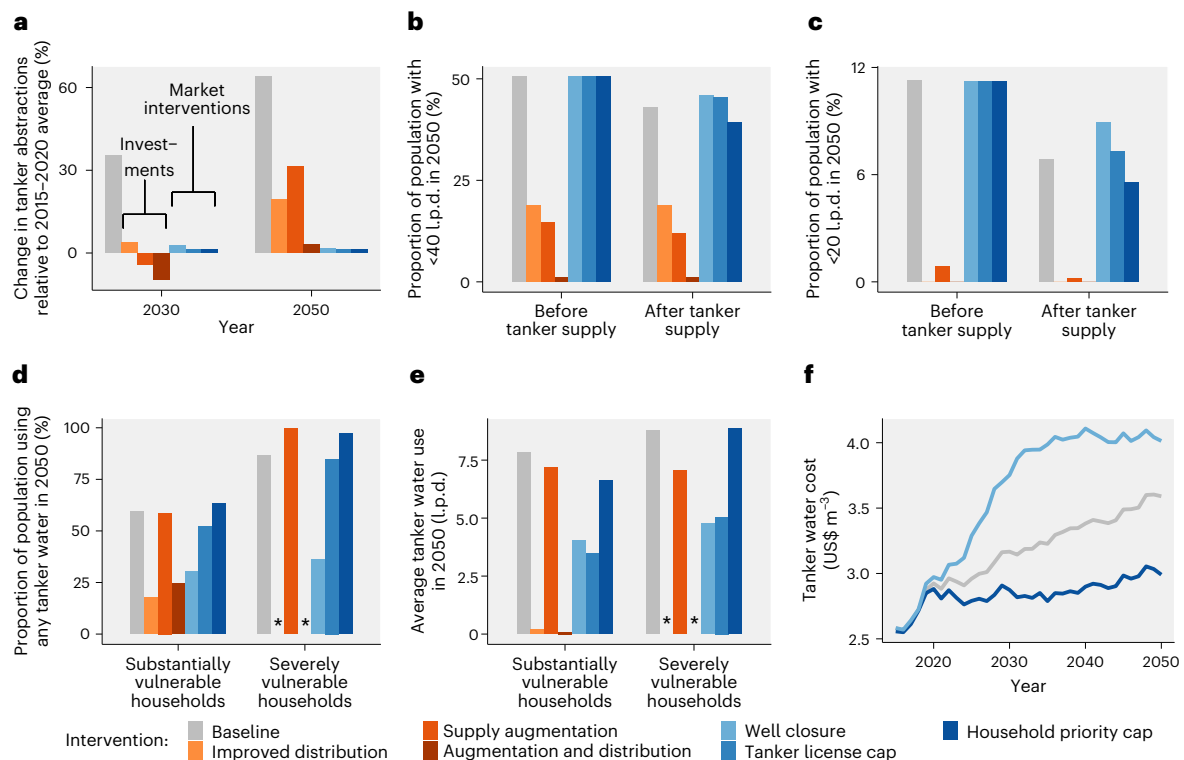 a
Change in tanker abstractions
relative to 2015–2020 average (%)
60
30
0
Invest–
ments
Market
interventions
2030
2050
Year
b
Proportion of population with
<40 l.p.d. in 2050 (%)
50
25
0
Before
tanker supply
After tanker
supply
c
Proportion of population with
<20 l.p.d. in 2050 (%)
12
6
0
Before
tanker supply
After tanker
supply
d
Proportion of population using
any tanker water in 2050 (%)
100
75
50
25
0
* *
Substantially
vulnerable
households
Severely
vulnerable
households
e
Average tanker water use
in 2050 (l.p.d.)
7.5
5.0
2.5
0
* *
Substantially
vulnerable
households
Severely
vulnerable
households
f
Tanker water cost
(US$ m⁻³)
4.0
3.5
3.0
2.5
2020 2030 2040 2050
Year
Intervention:
Baseline
Improved distribution
Supply augmentation
Augmentation and distribution
Well closure
Tanker license cap
Household priority cap